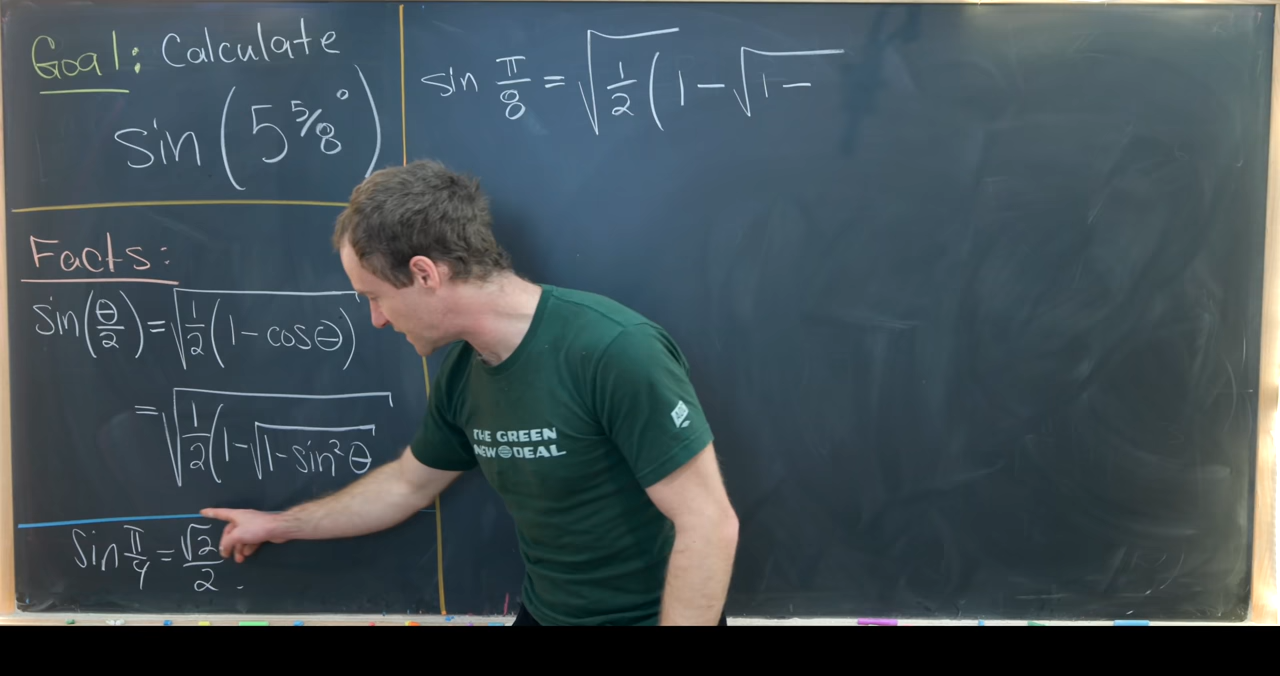 Goal: Calculate
sin(5 5/8°)
Facts:
sin(θ/2) = √(1/2(1 - cosθ))
= √(1/2(1 - √(1 - sin²θ
sin π/4 = √2/2.
sin π/8 = √(1/2(1 - √(1 -
THE GREEN
NEW DEAL